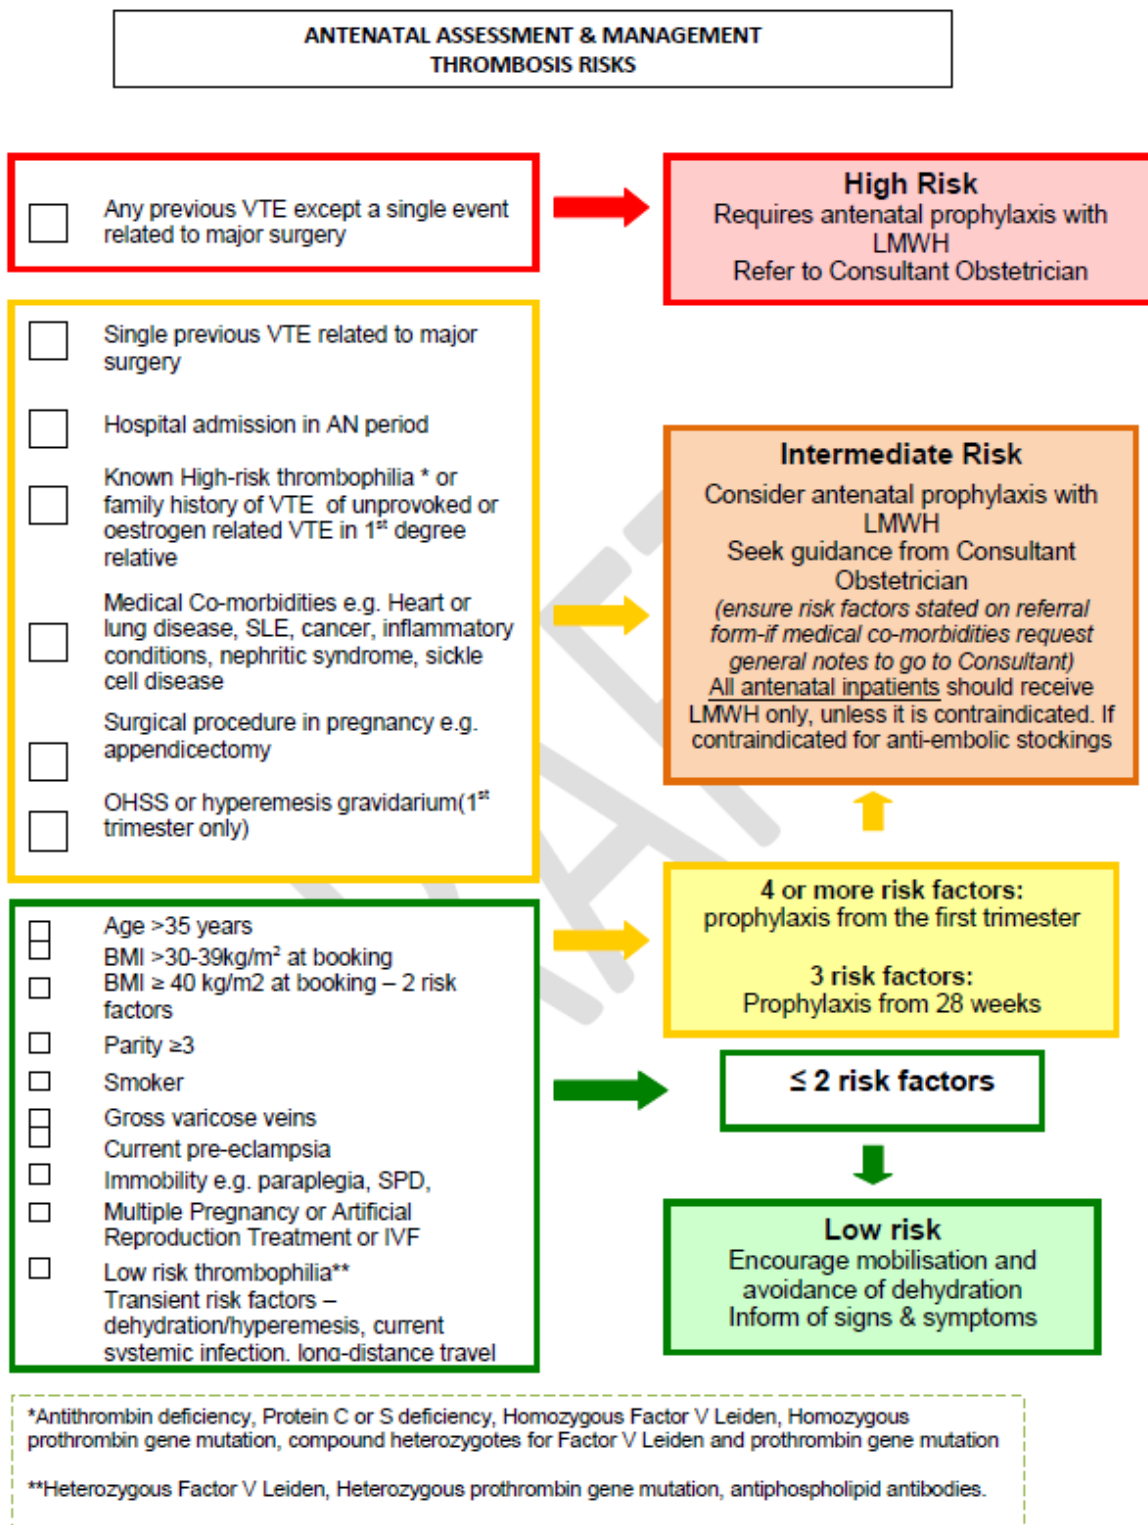 ANTENATAL ASSESSMENT & MANAGEMENT
THROMBOSIS RISKS
Any previous VTE except a single event
related to major surgery
High Risk
Requires antenatal prophylaxis with
LMWH
Refer to Consultant Obstetrician
Single previous VTE related to major
surgery
Hospital admission in AN period
Known High-risk thrombophilia * or
family history of VTE of unprovoked or
oestrogen related VTE in 1st degree
relative
Medical Co-morbidities e.g. Heart or
lung disease, SLE, cancer, inflammatory
conditions, nephritic syndrome, sickle
cell disease
Surgical procedure in pregnancy e.g.
appendicectomy
OHSS or hyperemesis gravidarium(1st
trimester only)
Intermediate Risk
Consider antenatal prophylaxis with
LMWH
Seek guidance from Consultant
Obstetrician
(ensure risk factors stated on referral
form-if medical co-morbidities request
general notes to go to Consultant)
All antenatal inpatients should receive
LMWH only, unless it is contraindicated. If
contraindicated for anti-embolic stockings
Age >35 years
BMI >30-39kg/m² at booking
BMI ≥ 40 kg/m2 at booking – 2 risk
factors
Parity ≥3
Smoker
Gross varicose veins
Current pre-eclampsia
Immobility e.g. paraplegia, SPD,
Multiple Pregnancy or Artificial
Reproduction Treatment or IVF
Low risk thrombophilia**
Transient risk factors –
dehydration/hyperemesis, current
systemic infection, long-distance travel
4 or more risk factors:
prophylaxis from the first trimester
3 risk factors:
Prophylaxis from 28 weeks
≤ 2 risk factors
Low risk
Encourage mobilisation and
avoidance of dehydration
Inform of signs & symptoms
*Antithrombin deficiency, Protein C or S deficiency, Homozygous Factor V Leiden, Homozygous
prothrombin gene mutation, compound heterozygotes for Factor V Leiden and prothrombin gene mutation
**Heterozygous Factor V Leiden, Heterozygous prothrombin gene mutation, antiphospholipid antibodies.